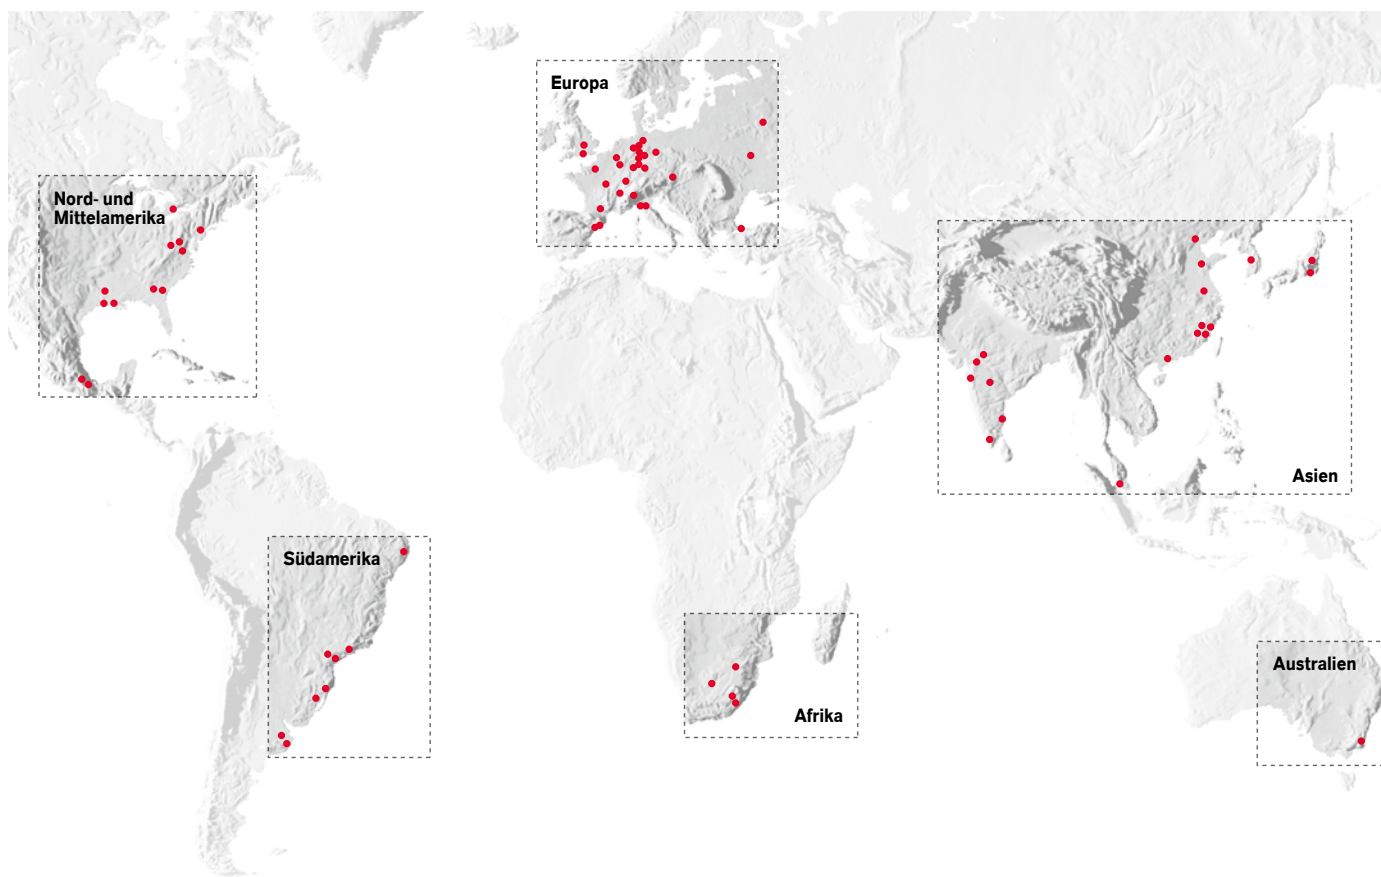 Europa
Nord- und
Mittelamerika
Asien
Südamerika
Australien
Afrika